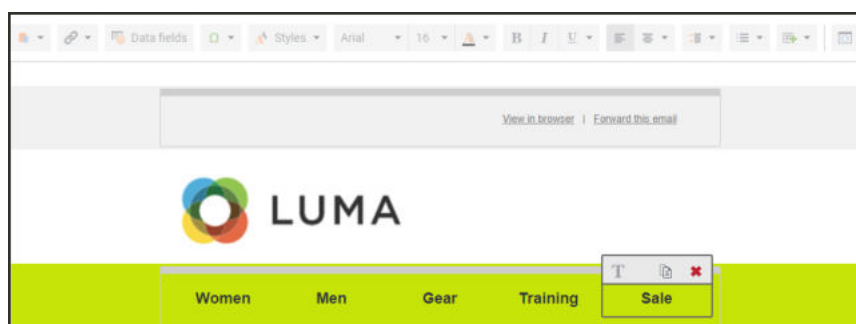 Data fields Styles Arial 16 A B I U
View in browser | Forward this email
LUMA
T
Women Men Gear Training Sale